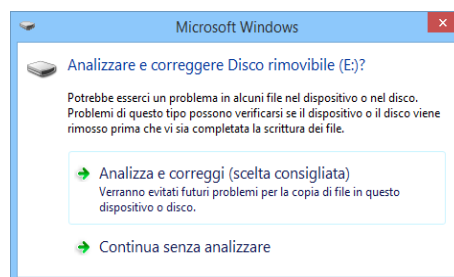 Microsoft Windows
Analizzare e correggere Disco rimovibile (E:)?
Potrebbe esserci un problema in alcuni file nel dispositivo o nel disco.
Problemi di questo tipo possono verificarsi se il dispositivo o il disco viene
rimosso prima che vi sia completata la scrittura dei file.
Analizza e correggi (scelta consigliata)
Verranno evitati futuri problemi per la copia di file in questo
dispositivo o disco.
Continua senza analizzare